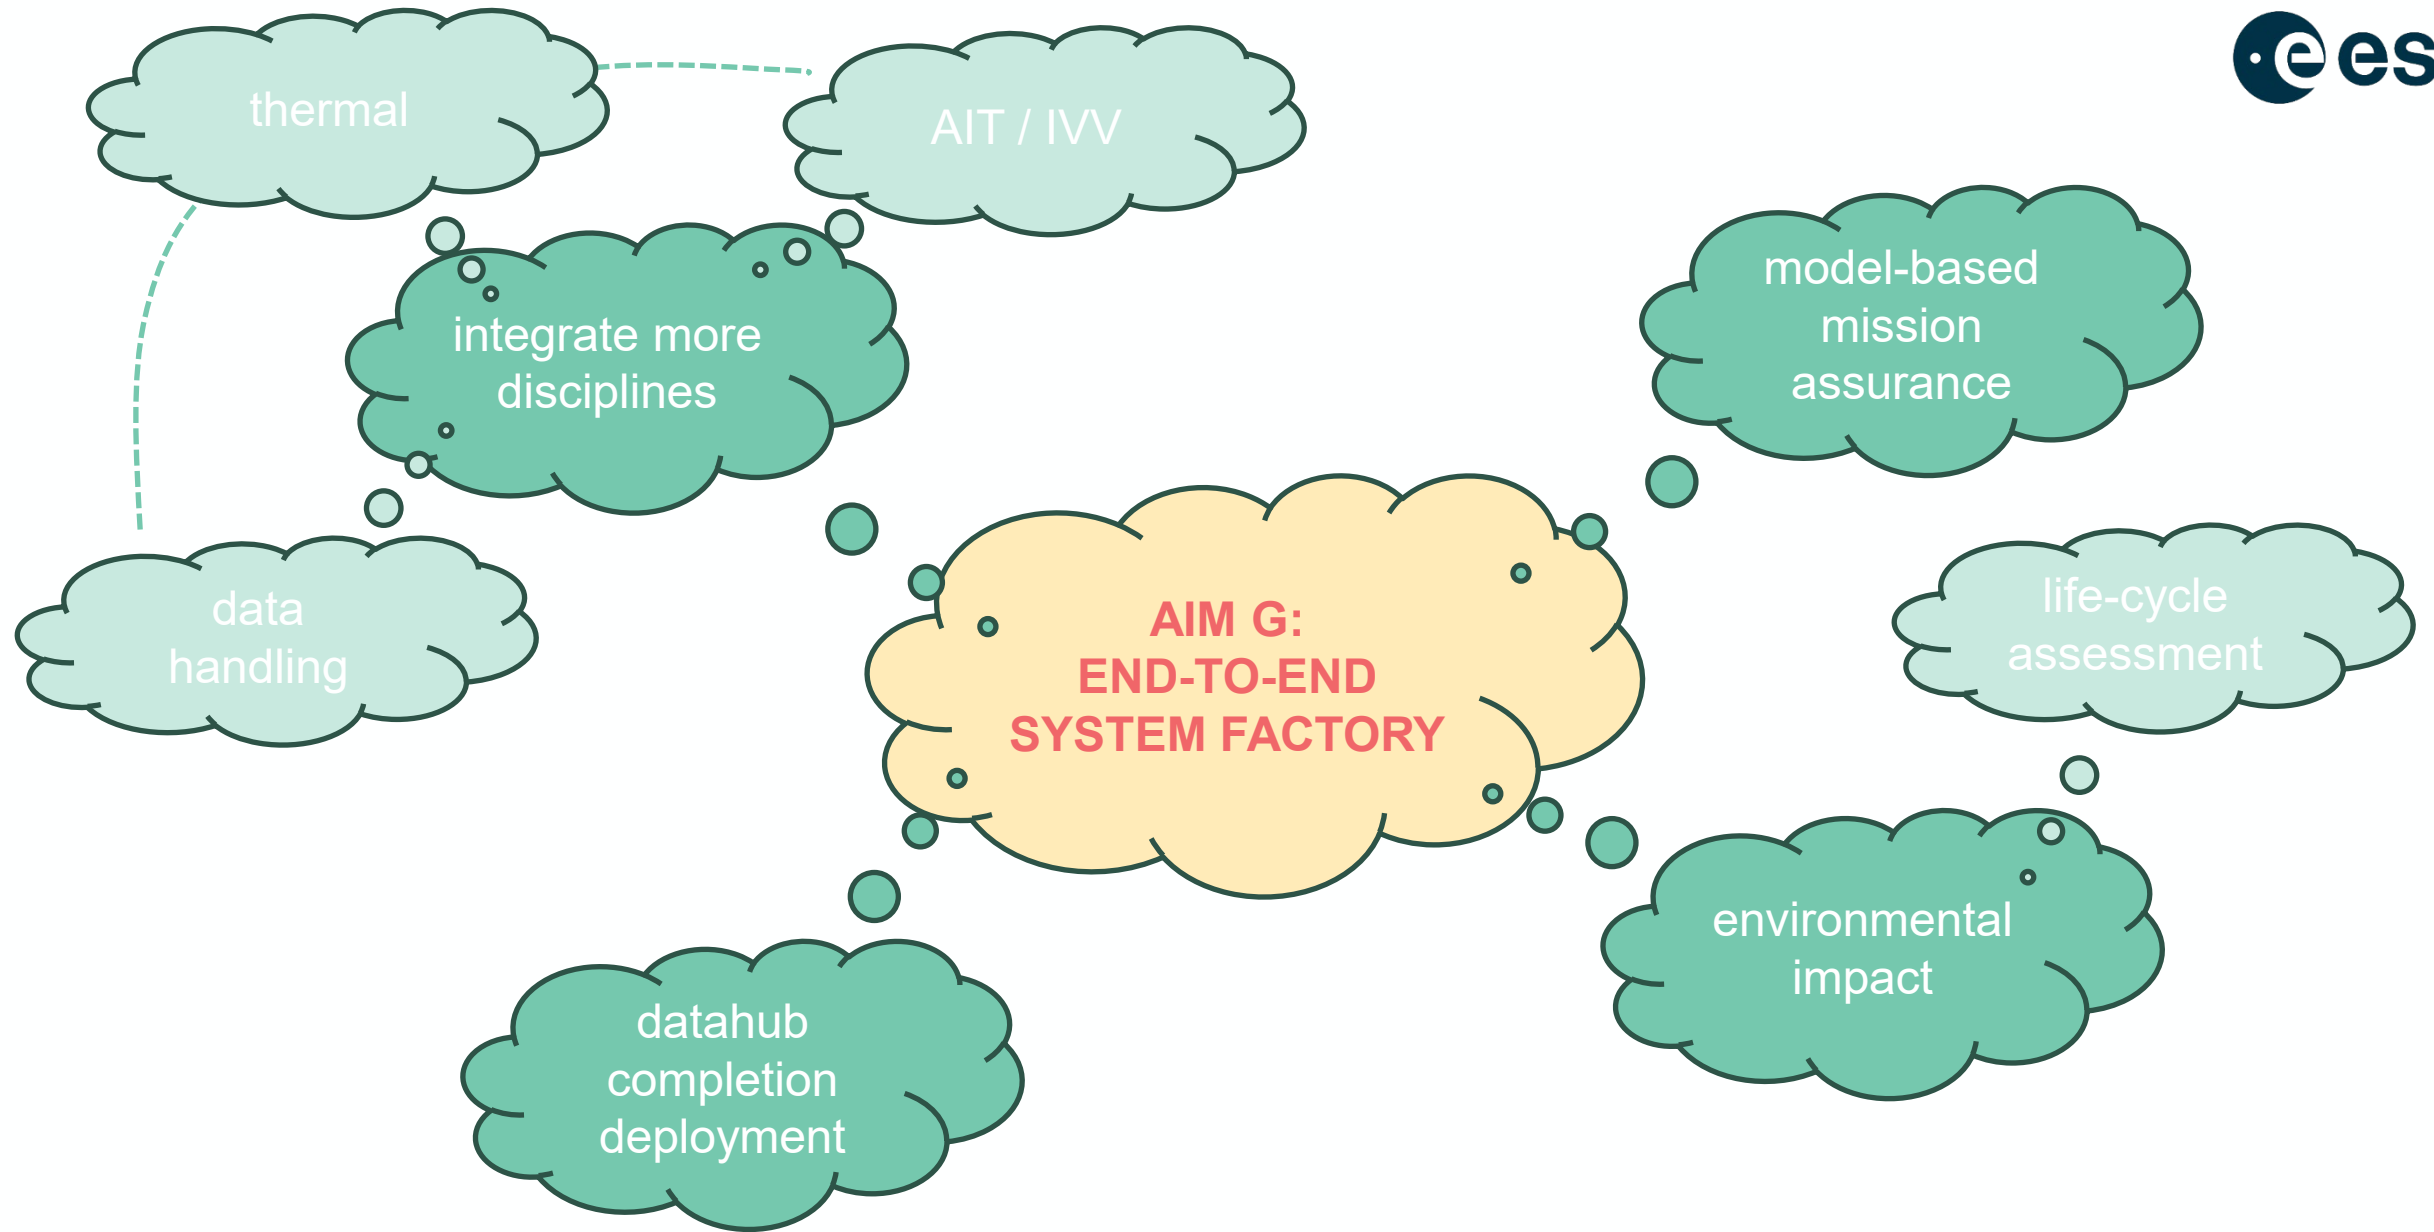 thermal
AIT / IVV
ees
integrate more
disciplines
model-based
mission
assurance
data
handling
AIM G:
END-TO-END
SYSTEM FACTORY
life-cycle
assessment
datahub
completion
deployment
environmental
impact